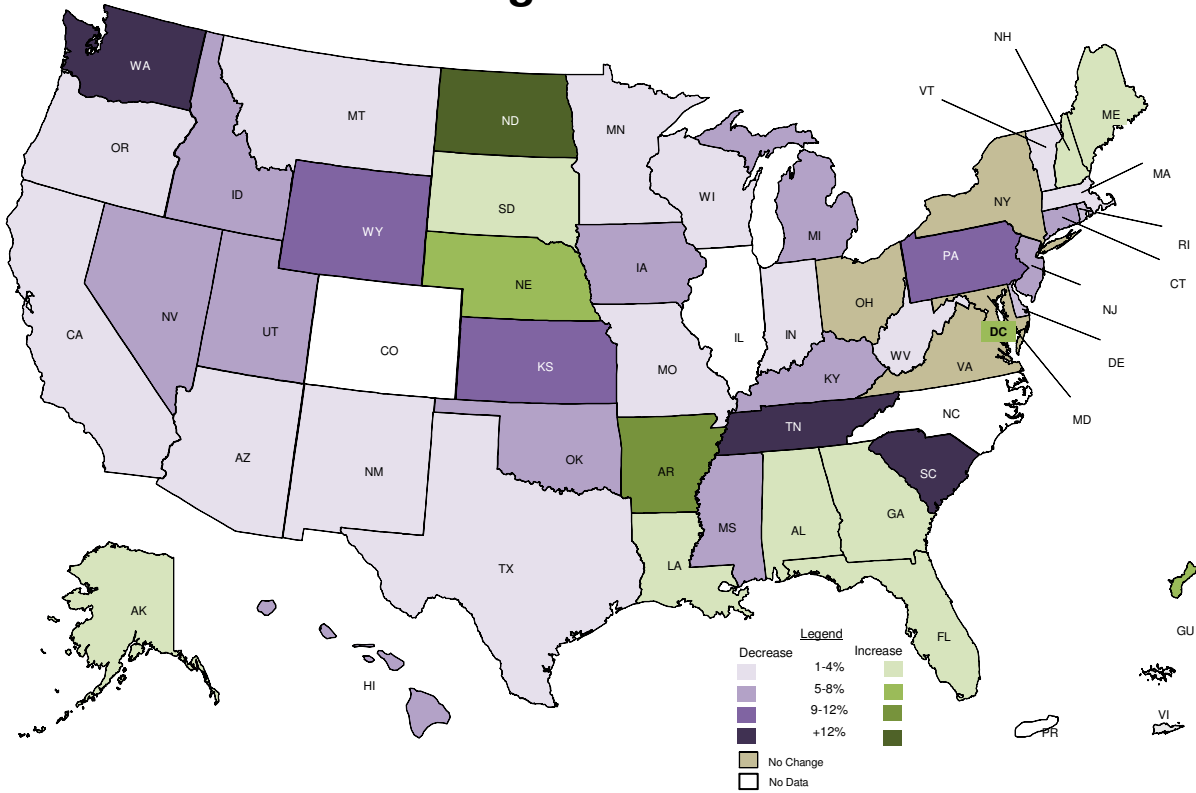 g
NH
WA
VT
ND
ME
MT
MN
OR
MA
ID
WI
NY
SD
WY
MI
RI
PA
IA
CT
NE
OH
NJ
NV
UT
DC
CA
IL
IN
CO
WV
DE
KS
VA
MO
KY
NC
MD
TN
AZ
OK
NM
AR
SC
GA
MS
AL
LA
TX
AK
GU
FL
Legend
Decrease Increase
1-4%
HI
5-8%
9-12%
VI
+12%
PR
No Change
No Data